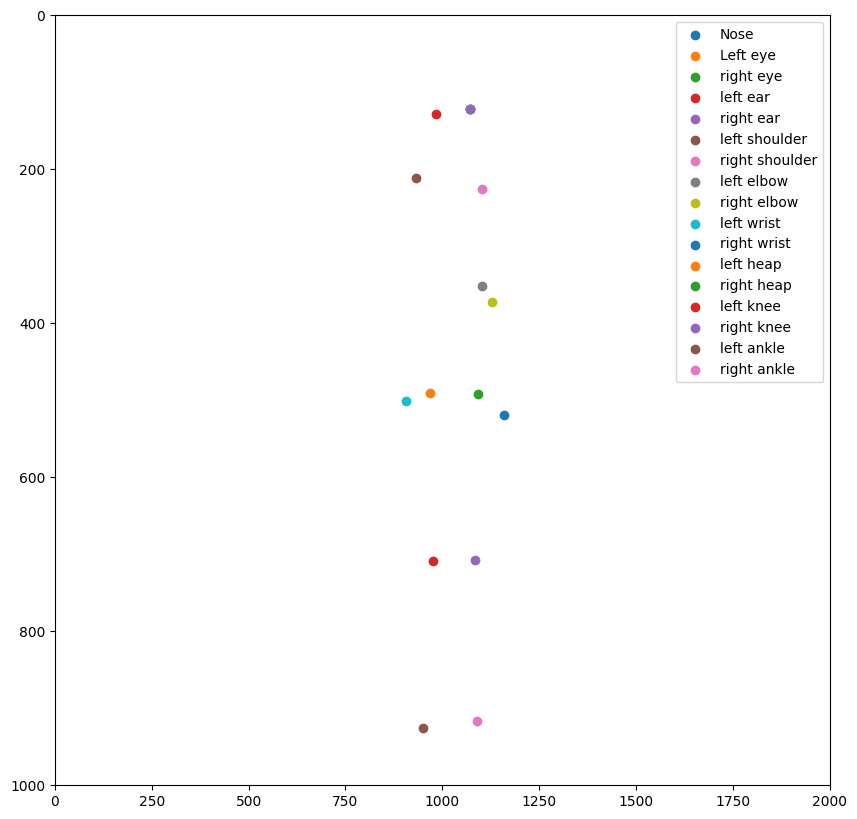 0
200
400
600
800
1000
0
250
500
750
1000
1250
1500
1750
2000
Nose
Left eye
right eye
left ear
right ear
left shoulder
right shoulder
left elbow
right elbow
left wrist
right wrist
left heap
right heap
left knee
right knee
left ankle
right ankle